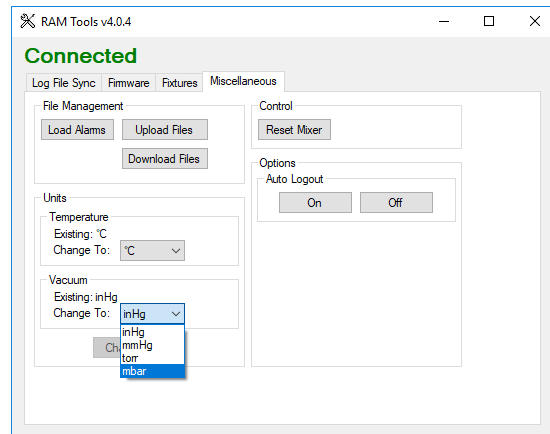 RAM Tools v4.0.4
Connected
Log File Sync Firmware Fixtures Miscellaneous
File Management
Load Alarms Upload Files
Download Files
Control
Reset Mixer
Options
Auto Logout
On Off
Units
Temperature
Existing: °C
Change To: °C
Vacuum
Existing: inHg
Change To: inHg
inHg
mmHg
torr
mbar